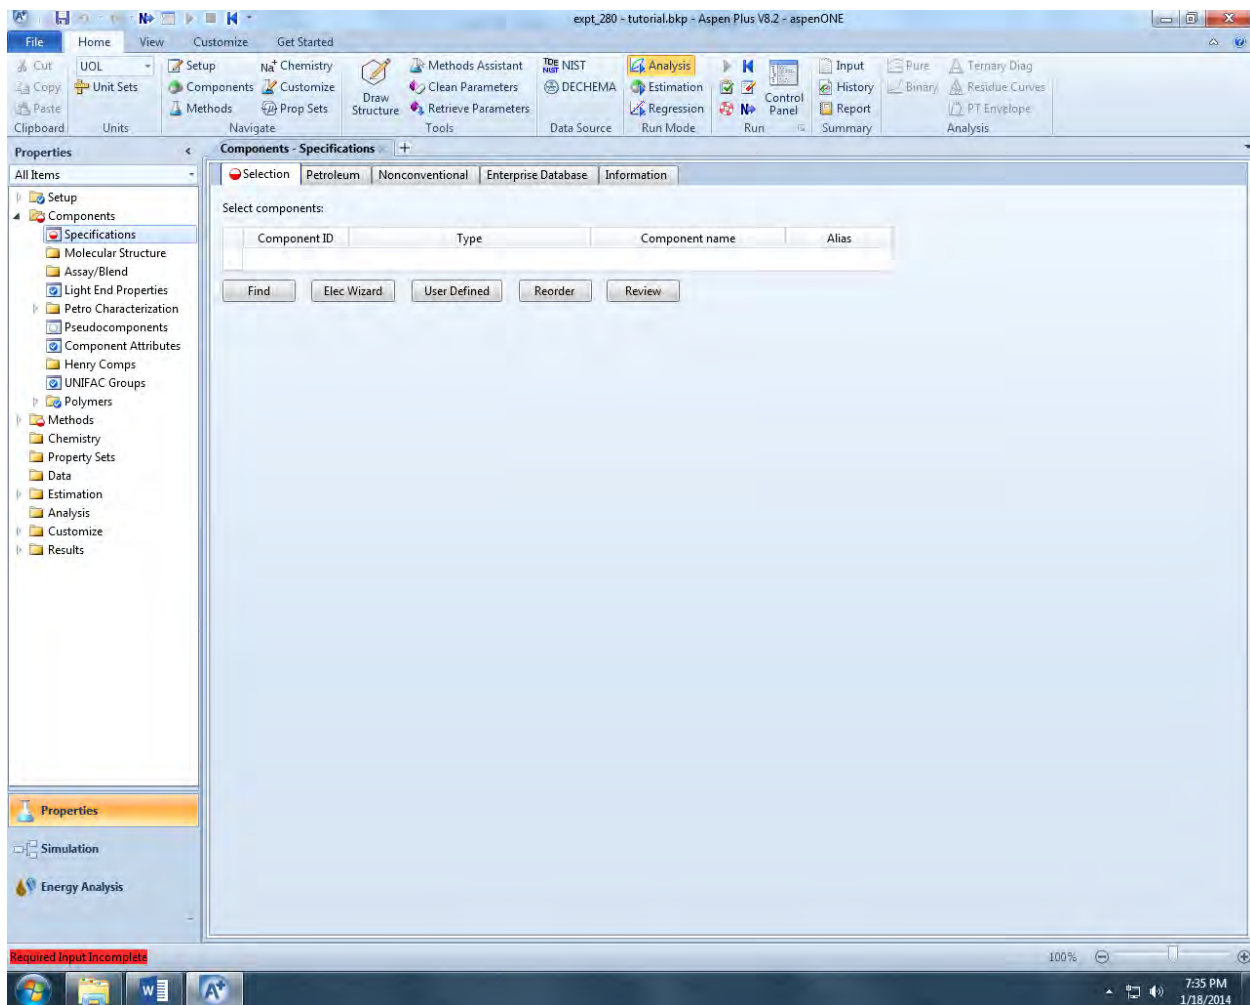 expt_280 - tutorial.bkp - Aspen Plus V8.2 - aspenONE
File Home View Customize Get Started
Cut UOL Setup Na+ Chemistry Methods Assistant NIST Analysis Input Pure Ternary Diag
Copy Unit Sets Components Customize Draw Structure Clean Parameters DECHEMA Estimation Control Panel History Binary Residue Curves
Paste Methods Prop Sets Retrieve Parameters Regression N Report PT Envelope
Clipboard Units Navigate Tools Data Source Run Mode Run Summary Analysis
Properties
Components - Specifications +
All Items
Selection Petroleum Nonconventional Enterprise Database Information
Setup
Components
Specifications
Molecular Structure
Assay/Blend
Light End Properties
Petro Characterization
Pseudocomponents
Component Attributes
Henry Comps
UNIFAC Groups
Polymers
Methods
Chemistry
Property Sets
Data
Estimation
Analysis
Customize
Results
Select components:
Component ID Type Component name Alias
Find Elec Wizard User Defined Reorder Review
Properties
Simulation
Energy Analysis
Required Input Incomplete
100%
7:35 PM
1/18/2014